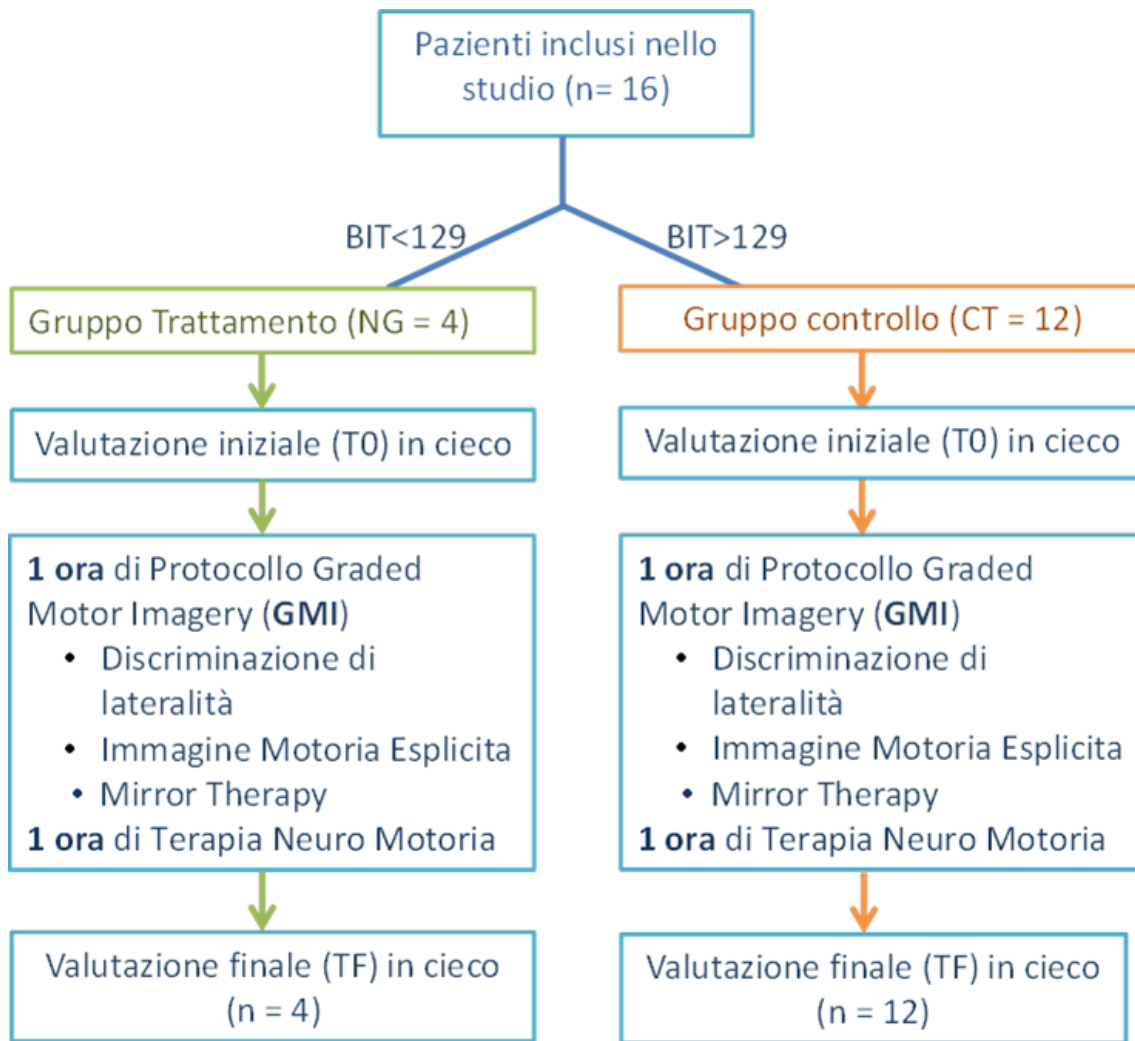 Pazienti inclusi nello
studio (n= 16)
BIT<129
BIT>129
Gruppo Trattamento (NG = 4)
Gruppo controllo (CT = 12)
Valutazione iniziale (T0) in cieco
Valutazione iniziale (T0) in cieco
1 ora di Protocollo Graded
Motor Imagery (GMI)
• Discriminazione di
lateralità
• Immagine Motoria Esplicita
• Mirror Therapy
1 ora di Terapia Neuro Motoria
1 ora di Protocollo Graded
Motor Imagery (GMI)
• Discriminazione di
lateralità
• Immagine Motoria Esplicita
• Mirror Therapy
1 ora di Terapia Neuro Motoria
Valutazione finale (TF) in cieco
(n = 4)
Valutazione finale (TF) in cieco
(n = 12)